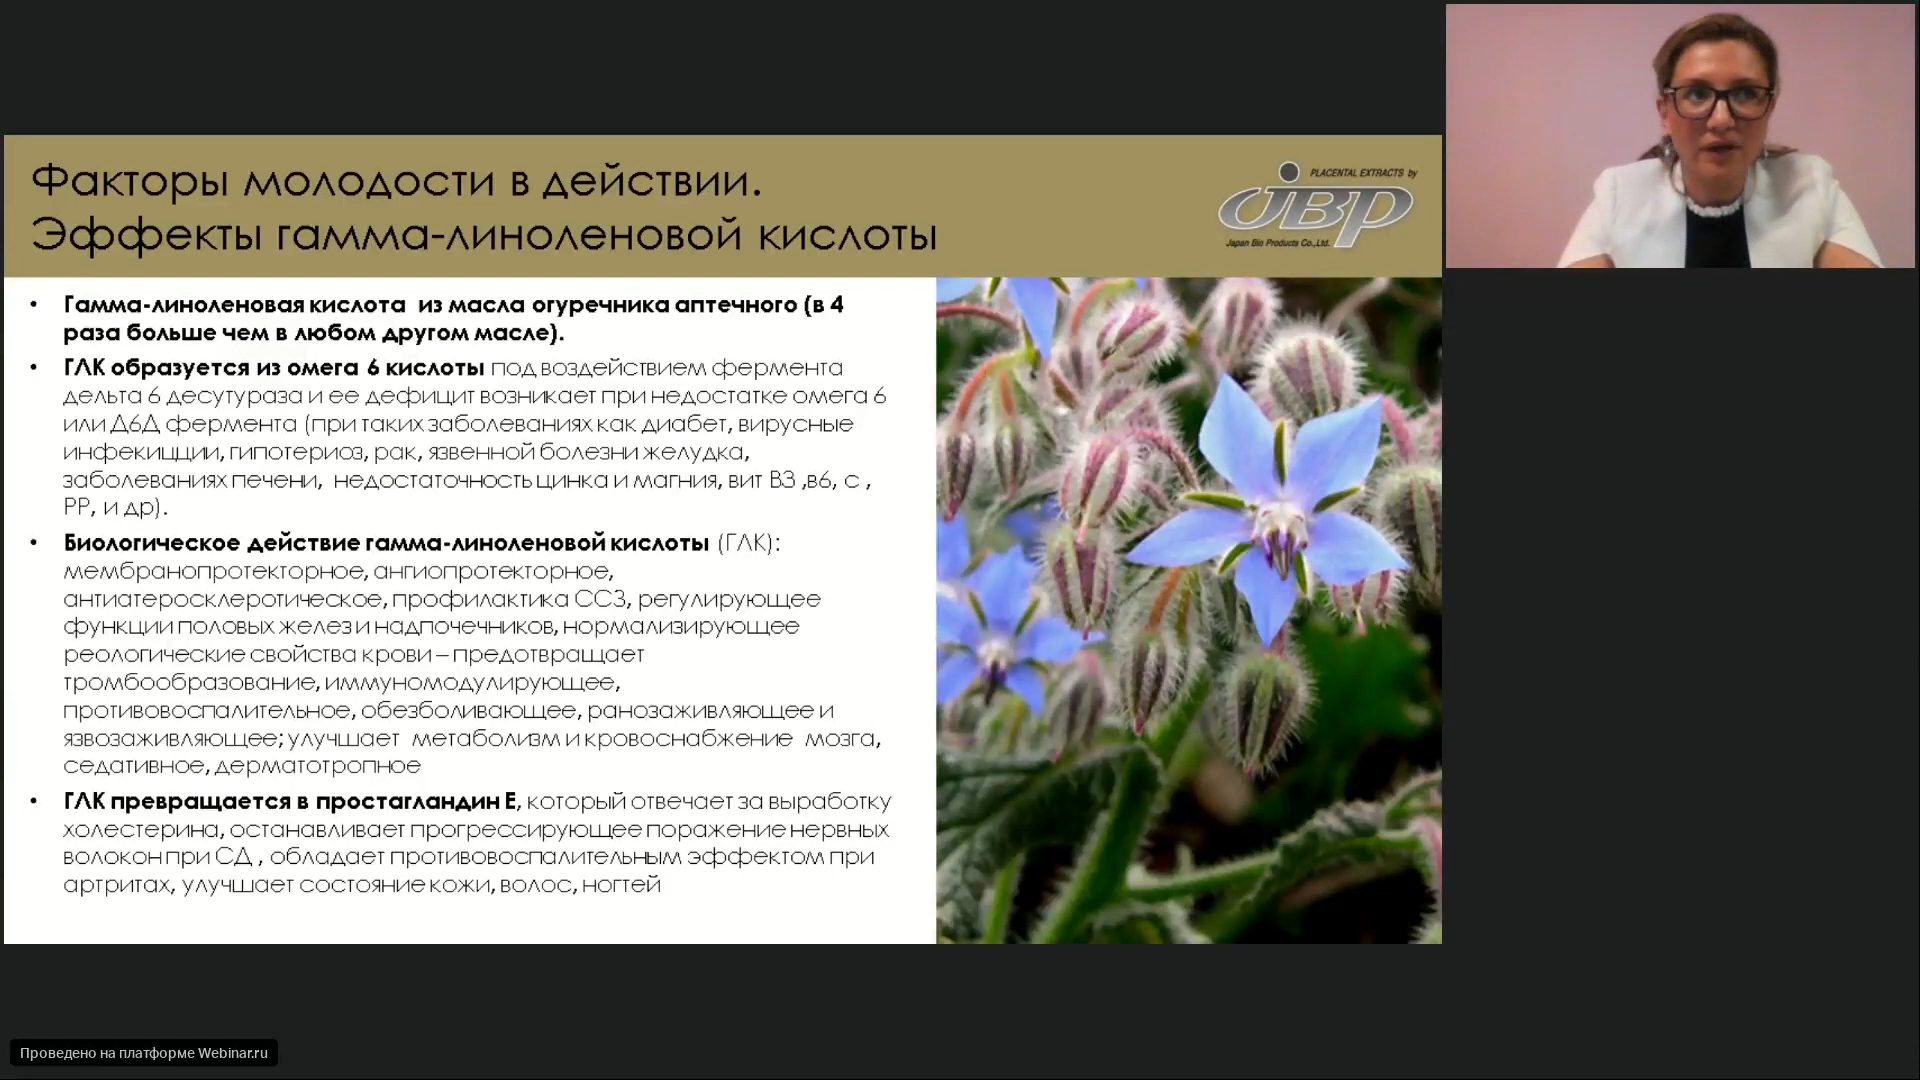 Факторы молодости в действии.
Эффекты гамма-линоленовой кислоты
PLACENTAL EXTRACTS by
JBP
Japan Bio Products Co.,Ltd.
• Гамма-линоленовая кислота из масла огуречника аптечного (в 4
раза больше чем в любом другом масле).
• ГЛК образуется из омега 6 кислоты под воздействием фермента
дельта 6 десутураза и ее дефицит возникает при недостатке омега 6
или Д6Д фермента (при таких заболеваниях как диабет, вирусные
инфекицции, гипотериоз, рак, язвенной болезни желудка,
заболеваниях печени, недостаточность цинка и магния, вит В3 ,в6, с ,
РР, и др).
• Биологическое действие гамма-линоленовой кислоты (ГЛК):
мембранопротекторное, ангиопротекторное,
антиатеросклеротическое, профилактика ССЗ, регулирующее
функции половых желез и надпочечников, нормализирующее
реологические свойства крови – предотвращает
тромбообразование, иммуномодулирующее,
противовоспалительное, обезболивающее, ранозаживляющее и
язвозаживляющее; улучшает метаболизм и кровоснабжение мозга,
седативное, дерматотропное
• ГЛК превращается в простагландин Е, который отвечает за выработку
холестерина, останавливает прогрессирующее поражение нервных
волокон при СД , обладает противовоспалительным эффектом при
артритах, улучшает состояние кожи, волос, ногтей
Проведено на платформе Webinar.ru